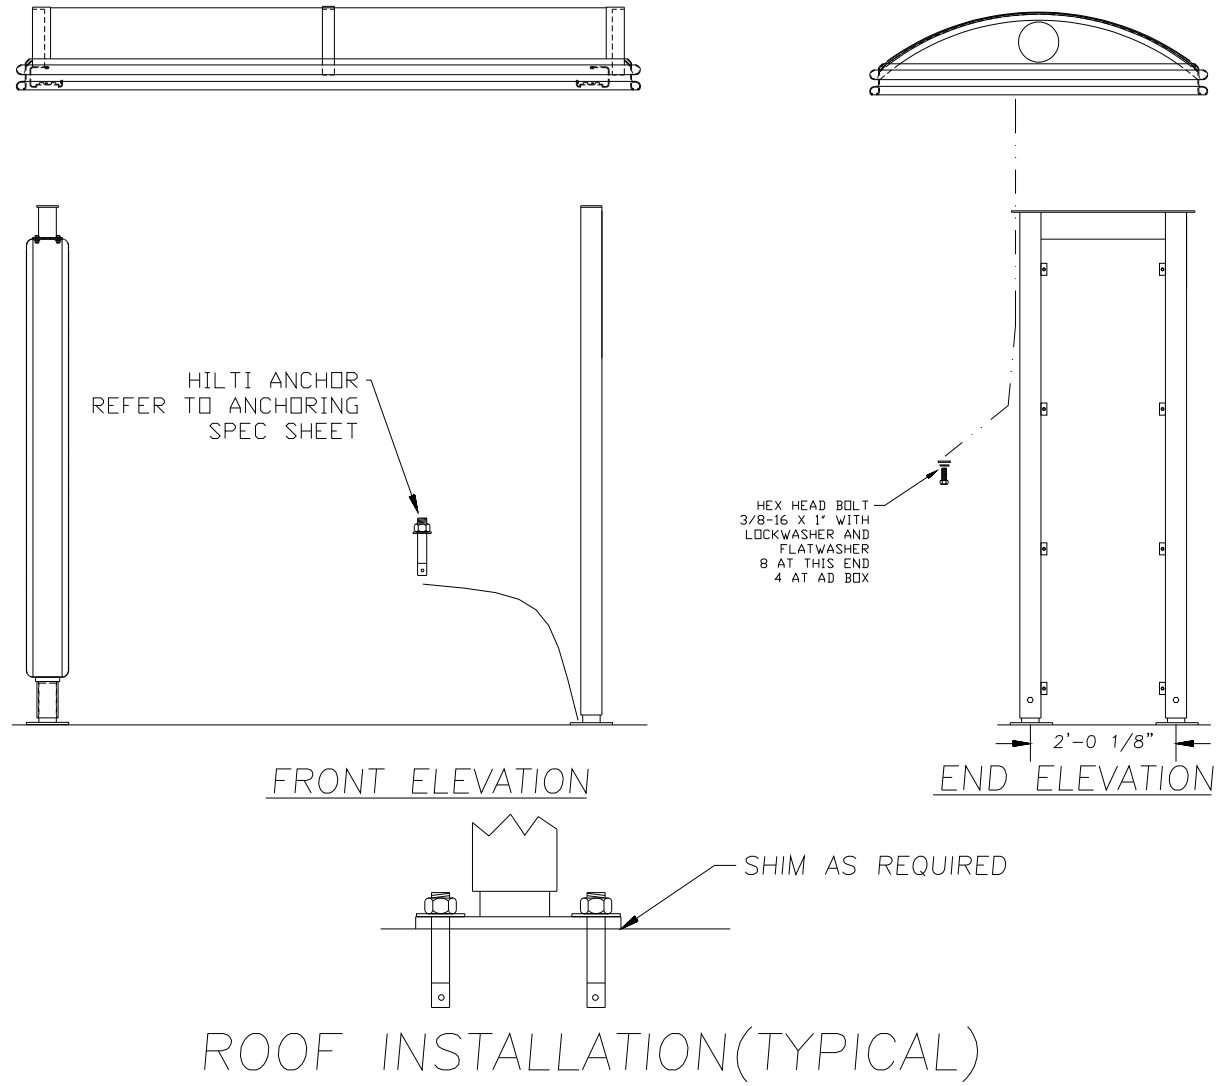 HILTI ANCHOR
REFER TO ANCHORING
SPEC SHEET
HEX HEAD BOLT
3/8-16 X 1" WITH
LOCKWASHER AND
FLATWASHER
8 AT THIS END
4 AT AD BOX
2'-0 1/8"
FRONT ELEVATION
END ELEVATION
SHIM AS REQUIRED
ROOF INSTALLATION(TYPICAL)